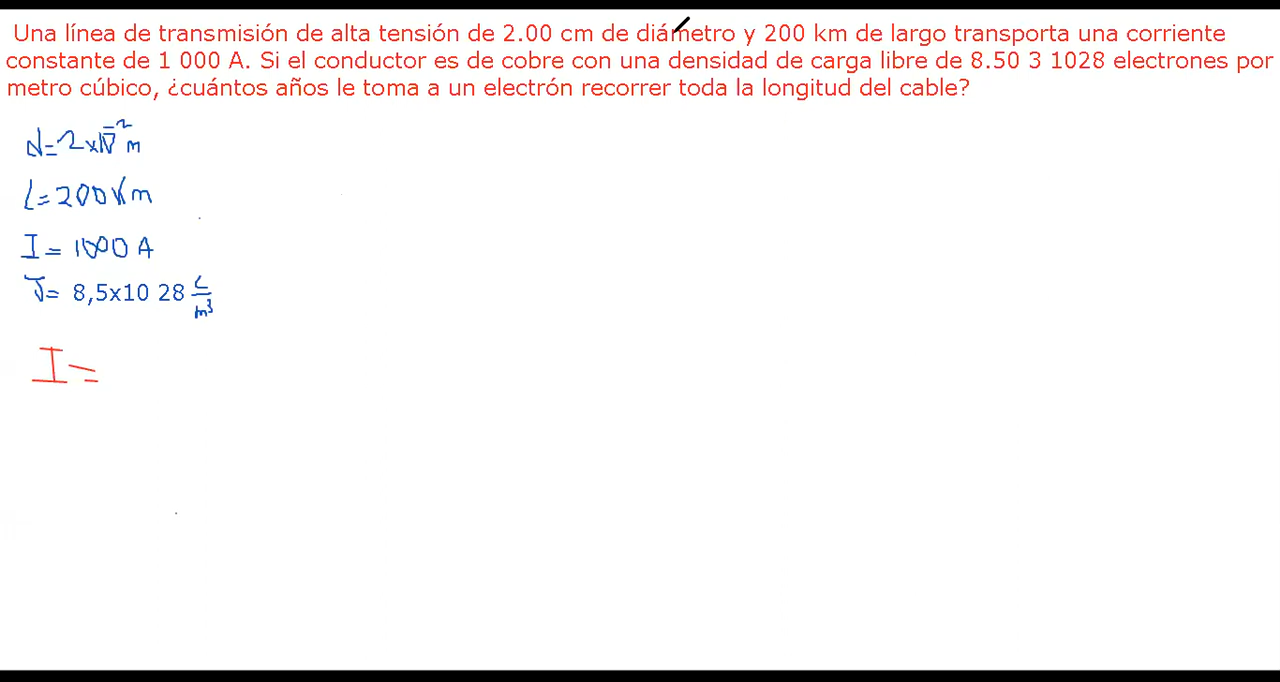 Una línea de transmisión de alta tensión de 2.00 cm de diámetro y 200 km de largo transporta una corriente
constante de 1 000 A. Si el conductor es de cobre con una densidad de carga libre de 8.50 3 1028 electrones por
metro cúbico, ¿cuántos años le toma a un electrón recorrer toda la longitud del cable?
d=2x10⁻²m
L=200Km
I=1000 A
J= 8,5x10 28 C/m³
I=